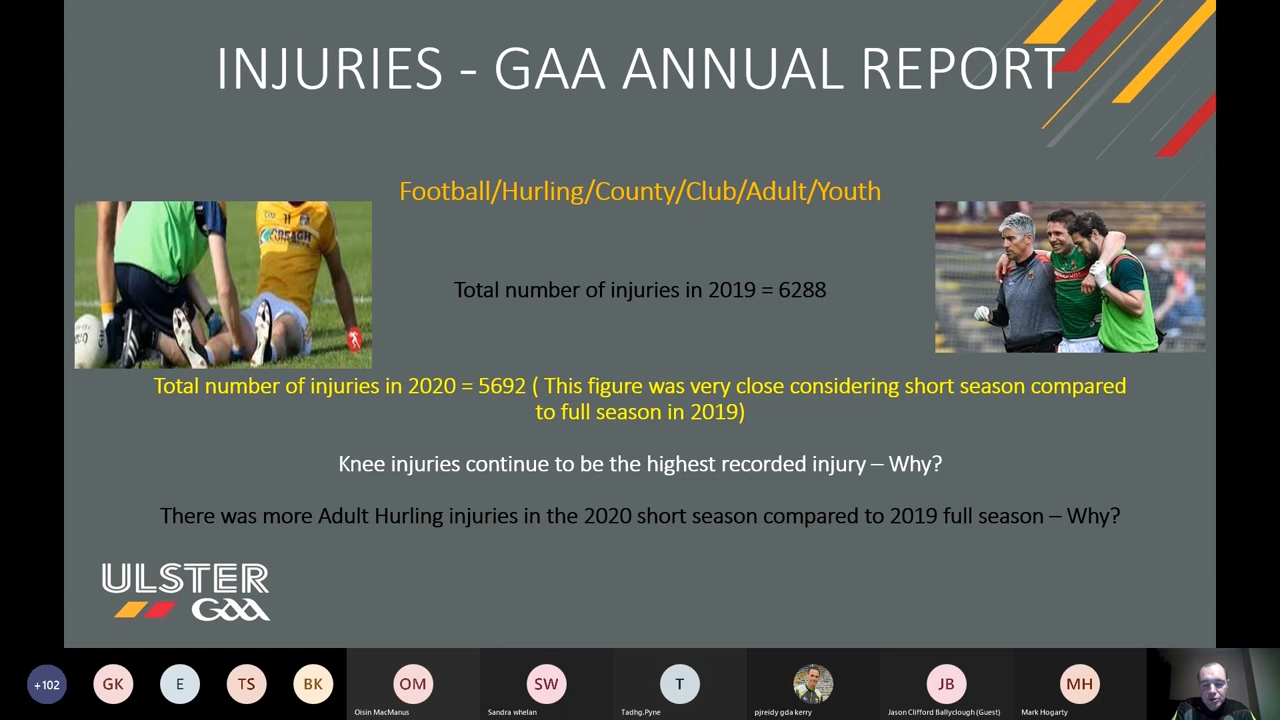 INJURIES - GAA ANNUAL REPORT
Football/Hurling/County/Club/Adult/Youth
11
CREAGH
Total number of injuries in 2019 = 6288
Total number of injuries in 2020 = 5692 ( This figure was very close considering short season compared
to full season in 2019)
Knee injuries continue to be the highest recorded injury – Why?
There was more Adult Hurling injuries in the 2020 short season compared to 2019 full season – Why?
ULSTER
GAA
+102
GK
E
TS
BK
OM
SW
T
JB
MH
Oisin MacManus
Sandra whelan
Tadhg.Pyne
pjreidy gda kerry
Jason Clifford Ballyclough (Guest)
Mark Hogarty